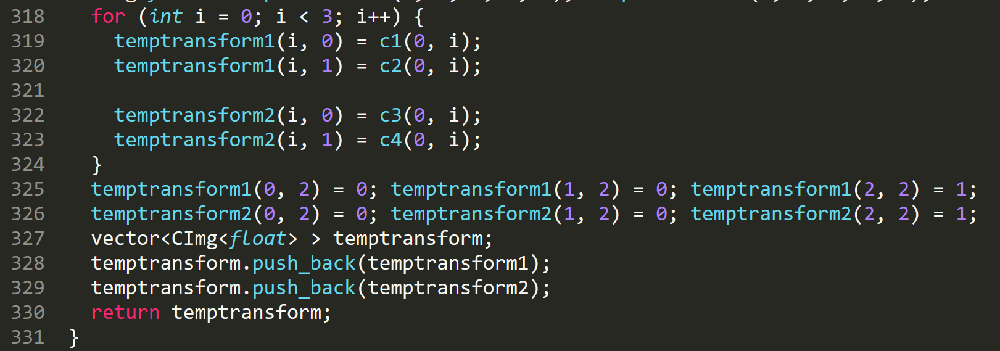 318 for (int i = 0; i < 3; i++) {
319 temptransform1(i, 0) = c1(0, i);
320 temptransform1(i, 1) = c2(0, i);
321
322 temptransform2(i, 0) = c3(0, i);
323 temptransform2(i, 1) = c4(0, i);
324 }
325 temptransform1(0, 2) = 0; temptransform1(1, 2) = 0; temptransform1(2, 2) = 1;
326 temptransform2(0, 2) = 0; temptransform2(1, 2) = 0; temptransform2(2, 2) = 1;
327 vector<CImg<float> > temptransform;
328 temptransform.push_back(temptransform1);
329 temptransform.push_back(temptransform2);
330 return temptransform;
331 }